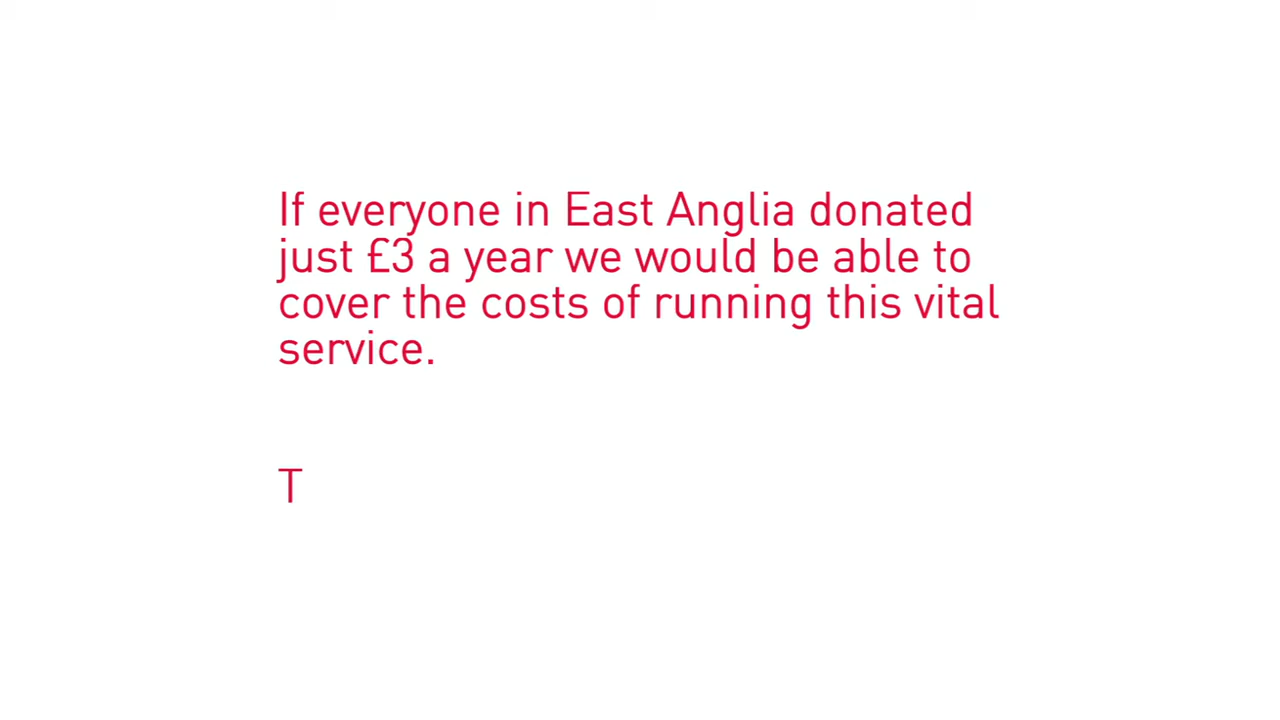 If everyone in East Anglia donated
just £3 a year we would be able to
cover the costs of running this vital
service.
T